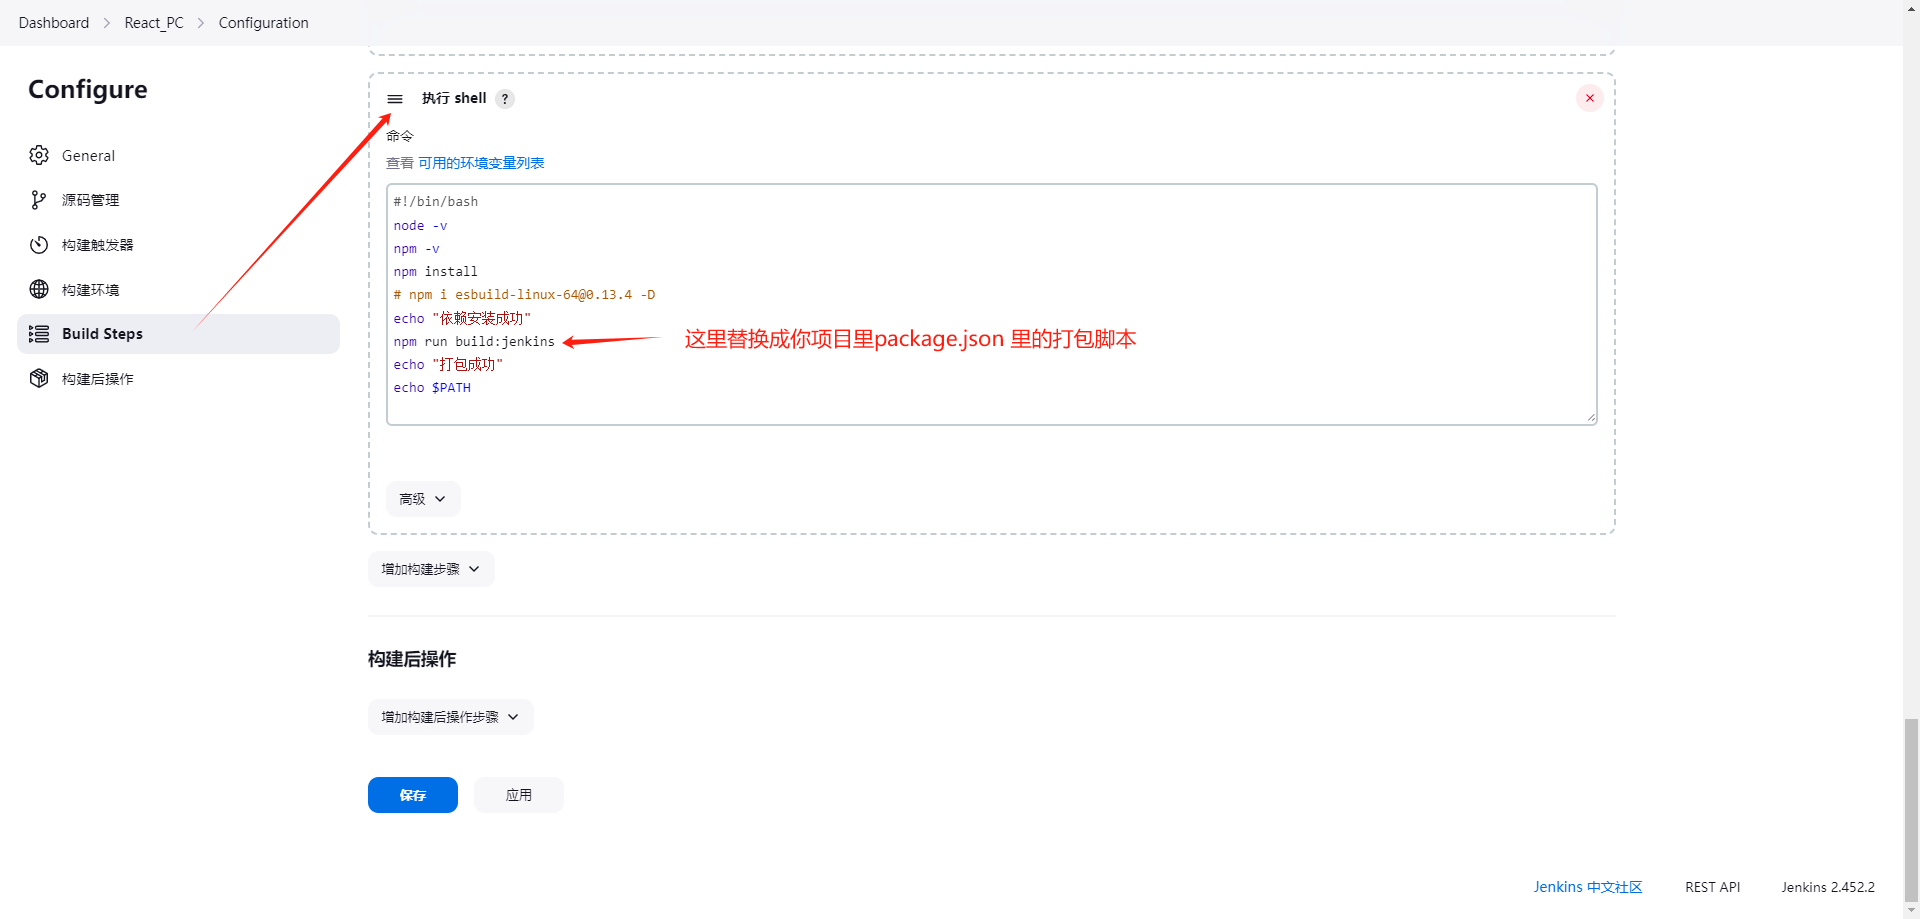 Dashboard > React_PC > Configuration
Configure
General
源码管理
构建触发器
构建环境
Build Steps
构建后操作
执行 shell ?
命令
查看 可用的环境变量列表
#!/bin/bash
node -v
npm -v
npm install
# npm i esbuild-linux-64@0.13.4 -D
echo "依赖安装成功"
npm run build:jenkins
这里替换成你项目里package.json 里的打包脚本
echo "打包成功"
echo $PATH
高级
增加构建步骤
构建后操作
增加构建后操作步骤
保存
应用
Jenkins 中文社区
REST API
Jenkins 2.452.2